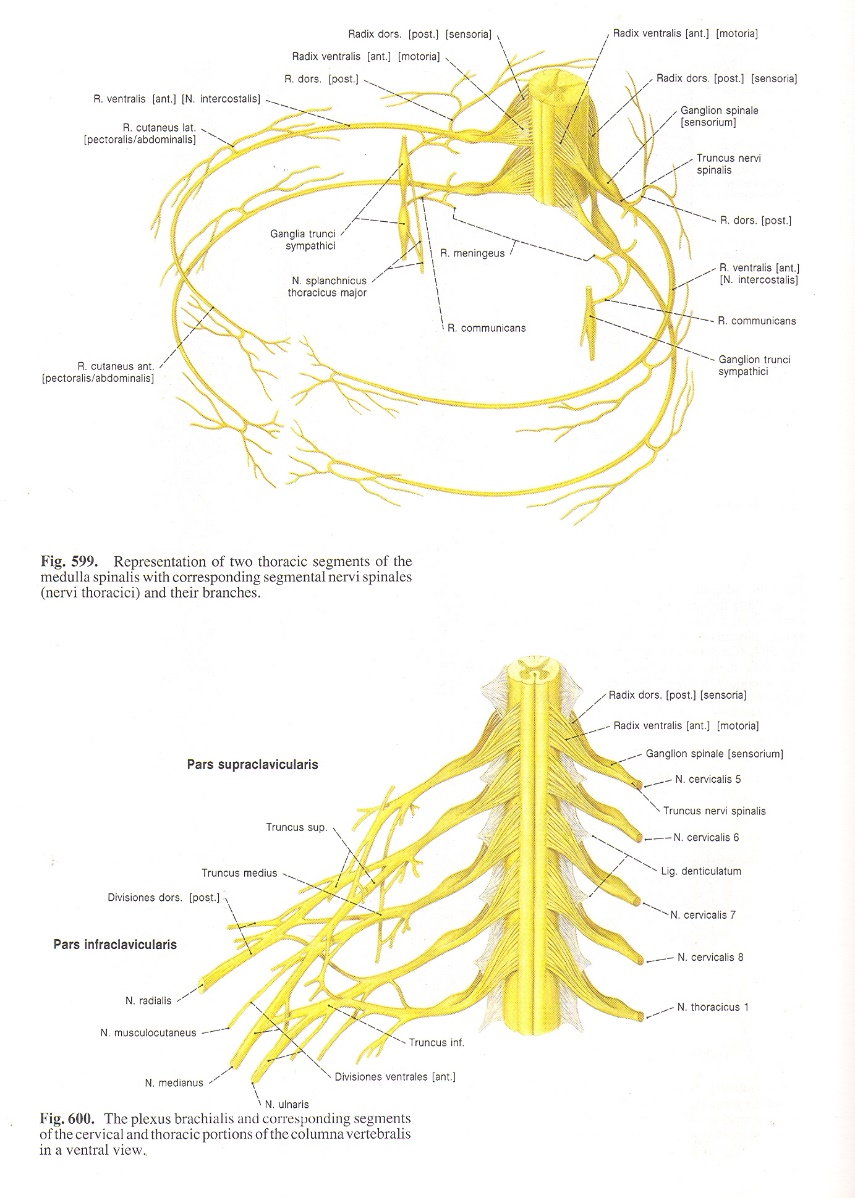 Radix dors. [post.] [sensoria]
Radix ventralis [ant.] [motoria]
R. dors. [post.]
R. ventralis [ant.] [N. intercostalis]
R. cutaneus lat.
[pectoralis/abdominalis]
Radix ventralis [ant.] [motoria]
Radix dors. [post.] [sensoria]
Ganglion spinale
[sensorium]
Truncus nervi
spinalis
R. dors. [post.]
Ganglia trunci
sympathici
R. meningeus
R. ventralis [ant.]
[N. intercostalis]
N. splanchnicus
thoracicus major
R. communicans
R. communicans
Ganglion trunci
sympathici
R. cutaneus ant.
[pectoralis/abdominalis]
Fig. 599. Representation of two thoracic segments of the
medulla spinalis with corresponding segmental nervi spinales
(nervi thoracici) and their branches.
Radix dors. [post.] [sensoria]
Radix ventralis [ant.] [motoria]
Ganglion spinale [sensorium]
N. cervicalis 5
Truncus nervi spinalis
N. cervicalis 6
Lig. denticulatum
N. cervicalis 7
N. cervicalis 8
N. thoracicus 1
Pars supraclavicularis
Truncus sup.
Truncus medius
Divisiones dors. [post.]
Pars infraclavicularis
N. radialis
N. musculocutaneus
N. medianus
N. ulnaris
Truncus inf.
Divisiones ventrales [ant.]
Fig. 600. The plexus brachialis and corresponding segments
of the cervical and thoracic portions of the columna vertebralis
in a ventral view.